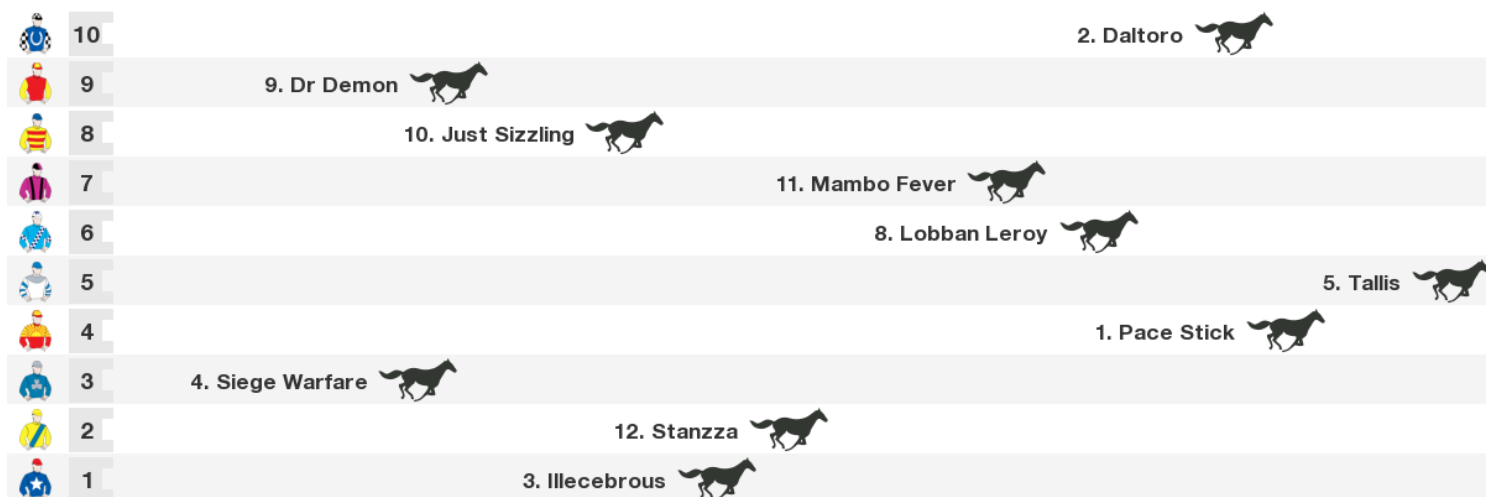 10 2. Daltoro
9 9. Dr Demon
8 10. Just Sizzling
7 11. Mambo Fever
6 8. Lobban Leroy
5 5. Tallis
4 1. Pace Stick
3 4. Siege Warfare
2 12. Stanzza
1 3. Illecebrous